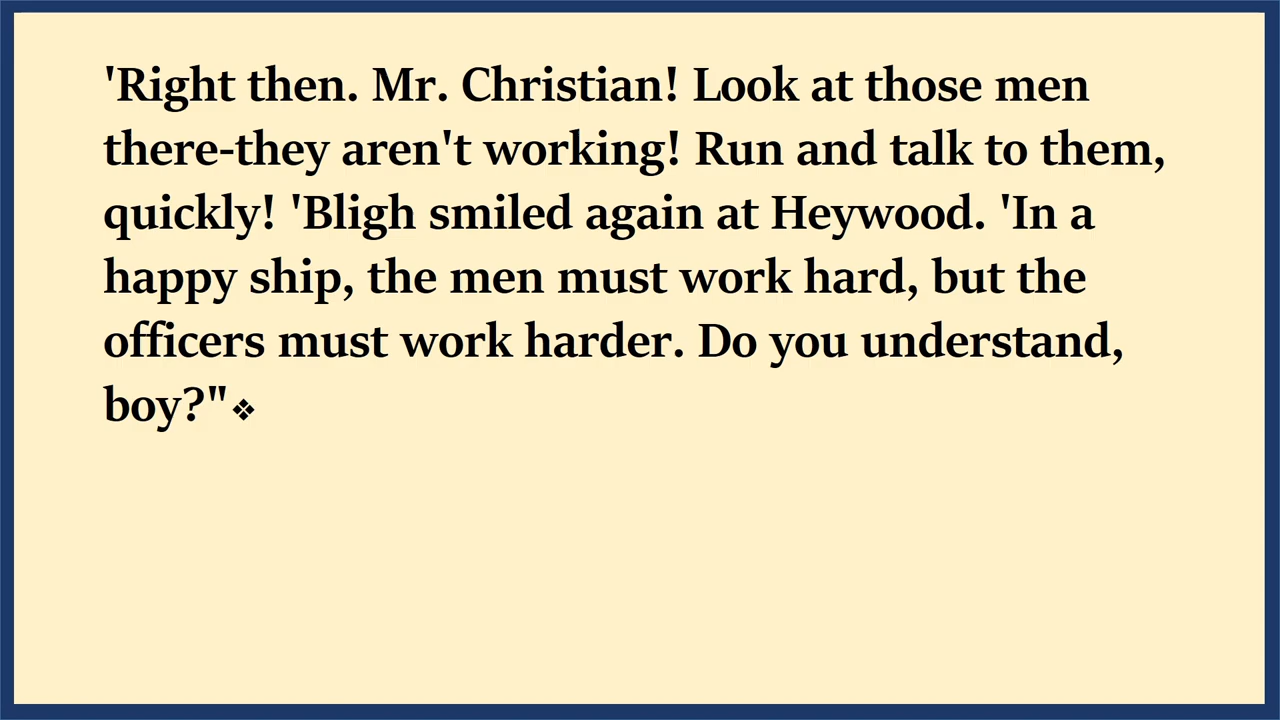 'Right then. Mr. Christian! Look at those men
there-they aren't working! Run and talk to them,
quickly! 'Bligh smiled again at Heywood. 'In a
happy ship, the men must work hard, but the
officers must work harder. Do you understand,
boy?"❖